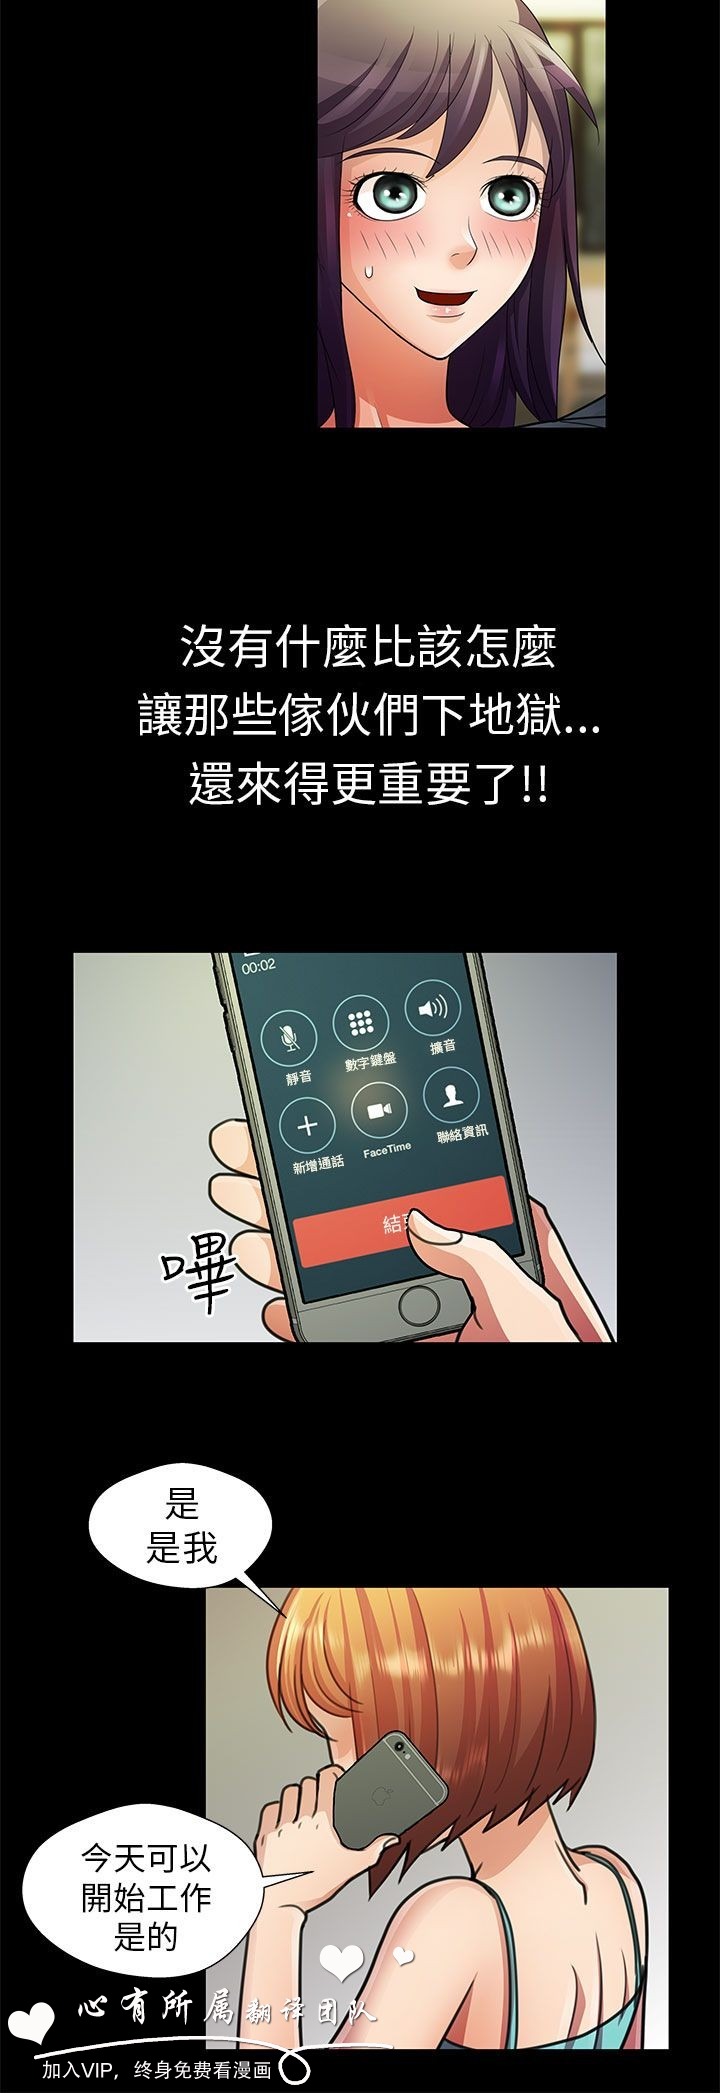 沒有什麼比該怎麼
讓那些傢伙們下地獄...
還來得更重要了!!
00:02
靜音
數字鍵盤
擴音
新增通話
FaceTime
聯絡資訊
結
嗶
是
是我
今天可以
開始工作
是的
心有所属翻译团队
加入VIP，终身免费看漫画